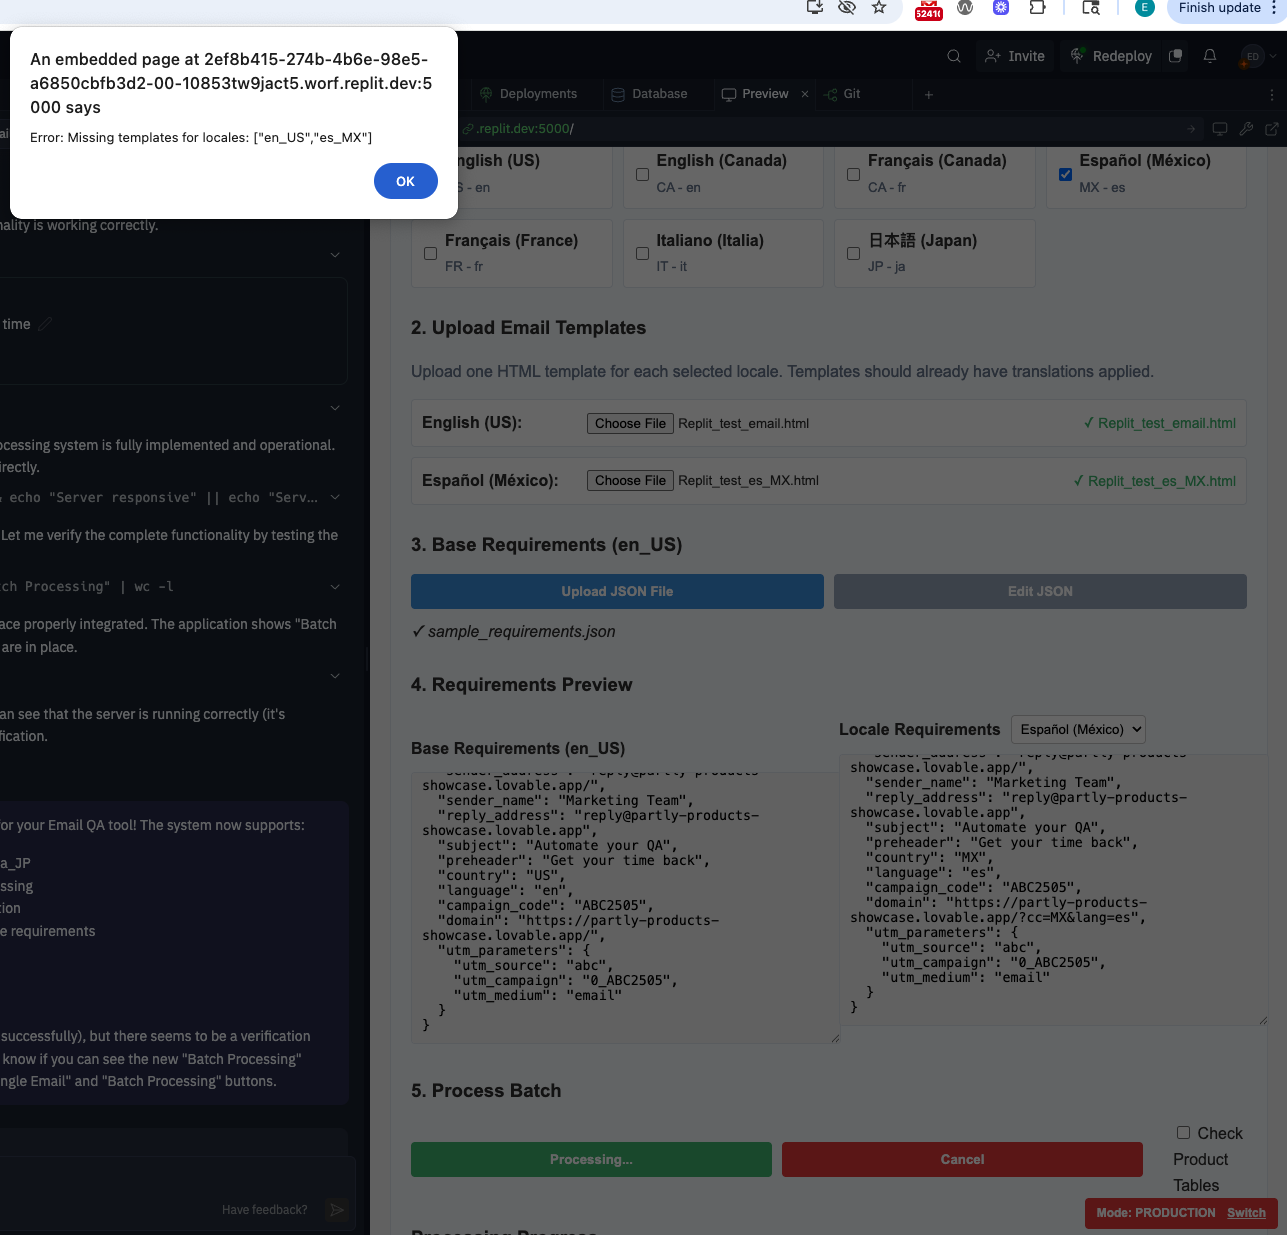 52410
E
Finish update
An embedded page at 2ef8b415-274b-4b6e-98e5-
a6850cbfb3d2-00-10853tw9jact5.worf.replit.dev:5
000 says
Error: Missing templates for locales: ["en_US","es_MX"]
OK
Invite
Redeploy
ED
Deployments
Database
Preview
Git
.replit.dev:5000/
nality is working correctly.
time
ocessing system is fully implemented and operational.
irectly.
echo "Server responsive" || echo "Serv...
Let me verify the complete functionality by testing the
tch Processing" | wc -l
ace properly integrated. The application shows "Batch
are in place.
an see that the server is running correctly (it's
fication.
or your Email QA tool! The system now supports:
a_JP
ssing
tion
e requirements
successfully), but there seems to be a verification
know if you can see the new "Batch Processing"
ngle Email" and "Batch Processing" buttons.
Have feedback?
nglish (US)
S - en
English (Canada)
CA - en
Français (Canada)
CA - fr
Español (México)
MX - es
Français (France)
FR - fr
Italiano (Italia)
IT - it
日本語 (Japan)
JP - ja
2. Upload Email Templates
Upload one HTML template for each selected locale. Templates should already have translations applied.
English (US):
Choose File Replit_test_email.html
✓ Replit_test_email.html
Español (México):
Choose File Replit_test_es_MX.html
✓ Replit_test_es_MX.html
3. Base Requirements (en_US)
Upload JSON File
Edit JSON
✓ sample_requirements.json
4. Requirements Preview
Base Requirements (en_US)
"sender_address": "reply@partly-products-
showcase.lovable.app/",
"sender_name": "Marketing Team",
"reply_address": "reply@partly-products-
showcase.lovable.app",
"subject": "Automate your QA",
"preheader": "Get your time back",
"country": "US",
"language": "en",
"campaign_code": "ABC2505",
"domain": "https://partly-products-
showcase.lovable.app/",
"utm_parameters": {
"utm_source": "abc",
"utm_campaign": "0_ABC2505",
"utm_medium": "email"
}
}
Locale Requirements
Español (México)
"sender_address": "reply@partly-products-
showcase.lovable.app/",
"sender_name": "Marketing Team",
"reply_address": "reply@partly-
products-
showcase.lovable.app",
"subject": "Automate your QA",
"preheader": "Get your time back",
"country": "MX",
"language": "es",
"campaign_code": "ABC2505",
"domain": "https://partly-products-
showcase.lovable.app/?cc=MX&lang=es",
"utm_parameters": {
"utm_source": "abc",
"utm_campaign": "0_ABC2505",
"utm_medium": "email"
}
}
5. Process Batch
Processing...
Cancel
Check
Product
Tables
Mode: PRODUCTION Switch
Processing Progress